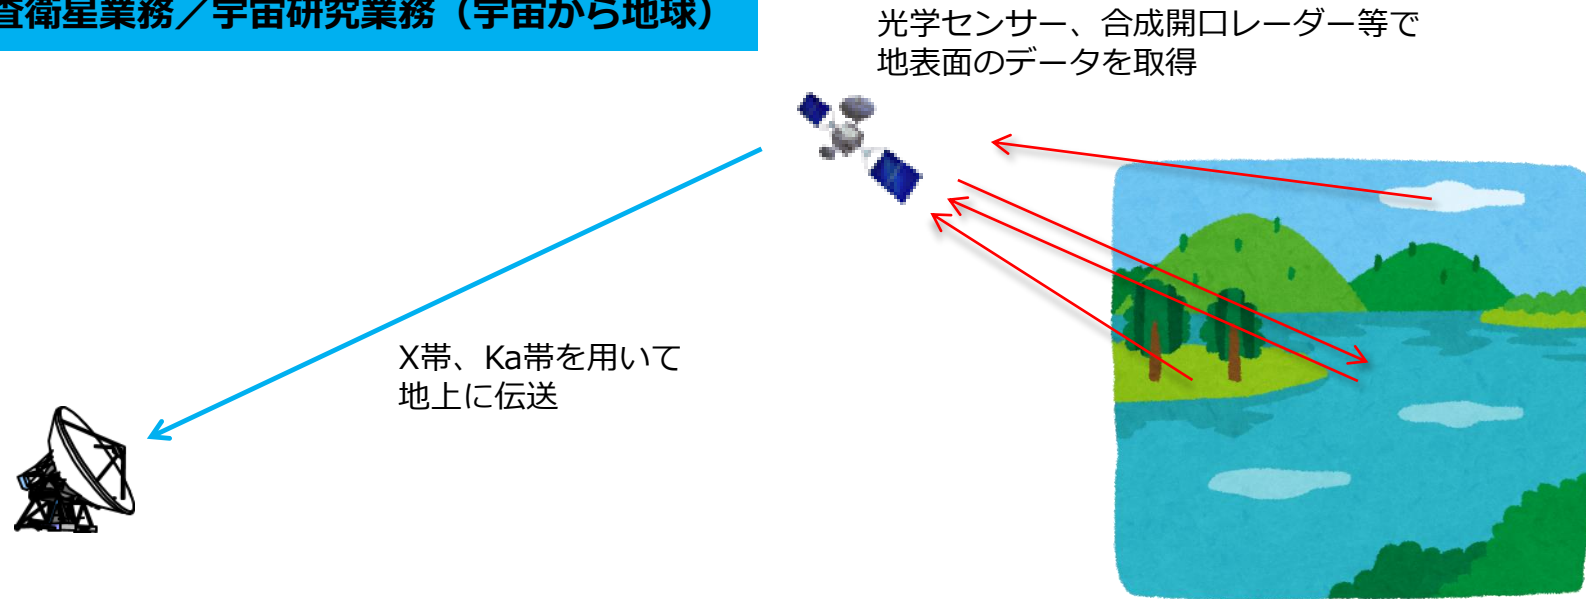 査衛星業務／宇宙研究業務（宇宙から地球）
光学センサー、合成開口レーダー等で
地表面のデータを取得
X帯、Ka帯を用いて
地上に伝送